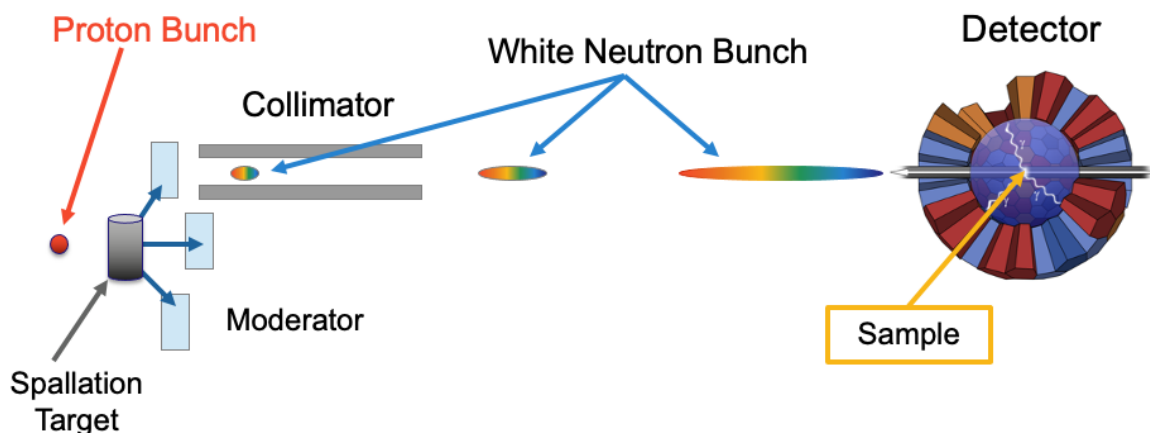 Proton Bunch
White Neutron Bunch
Detector
Collimator
γ
γ
γ
Moderator
Sample
Spallation
Target